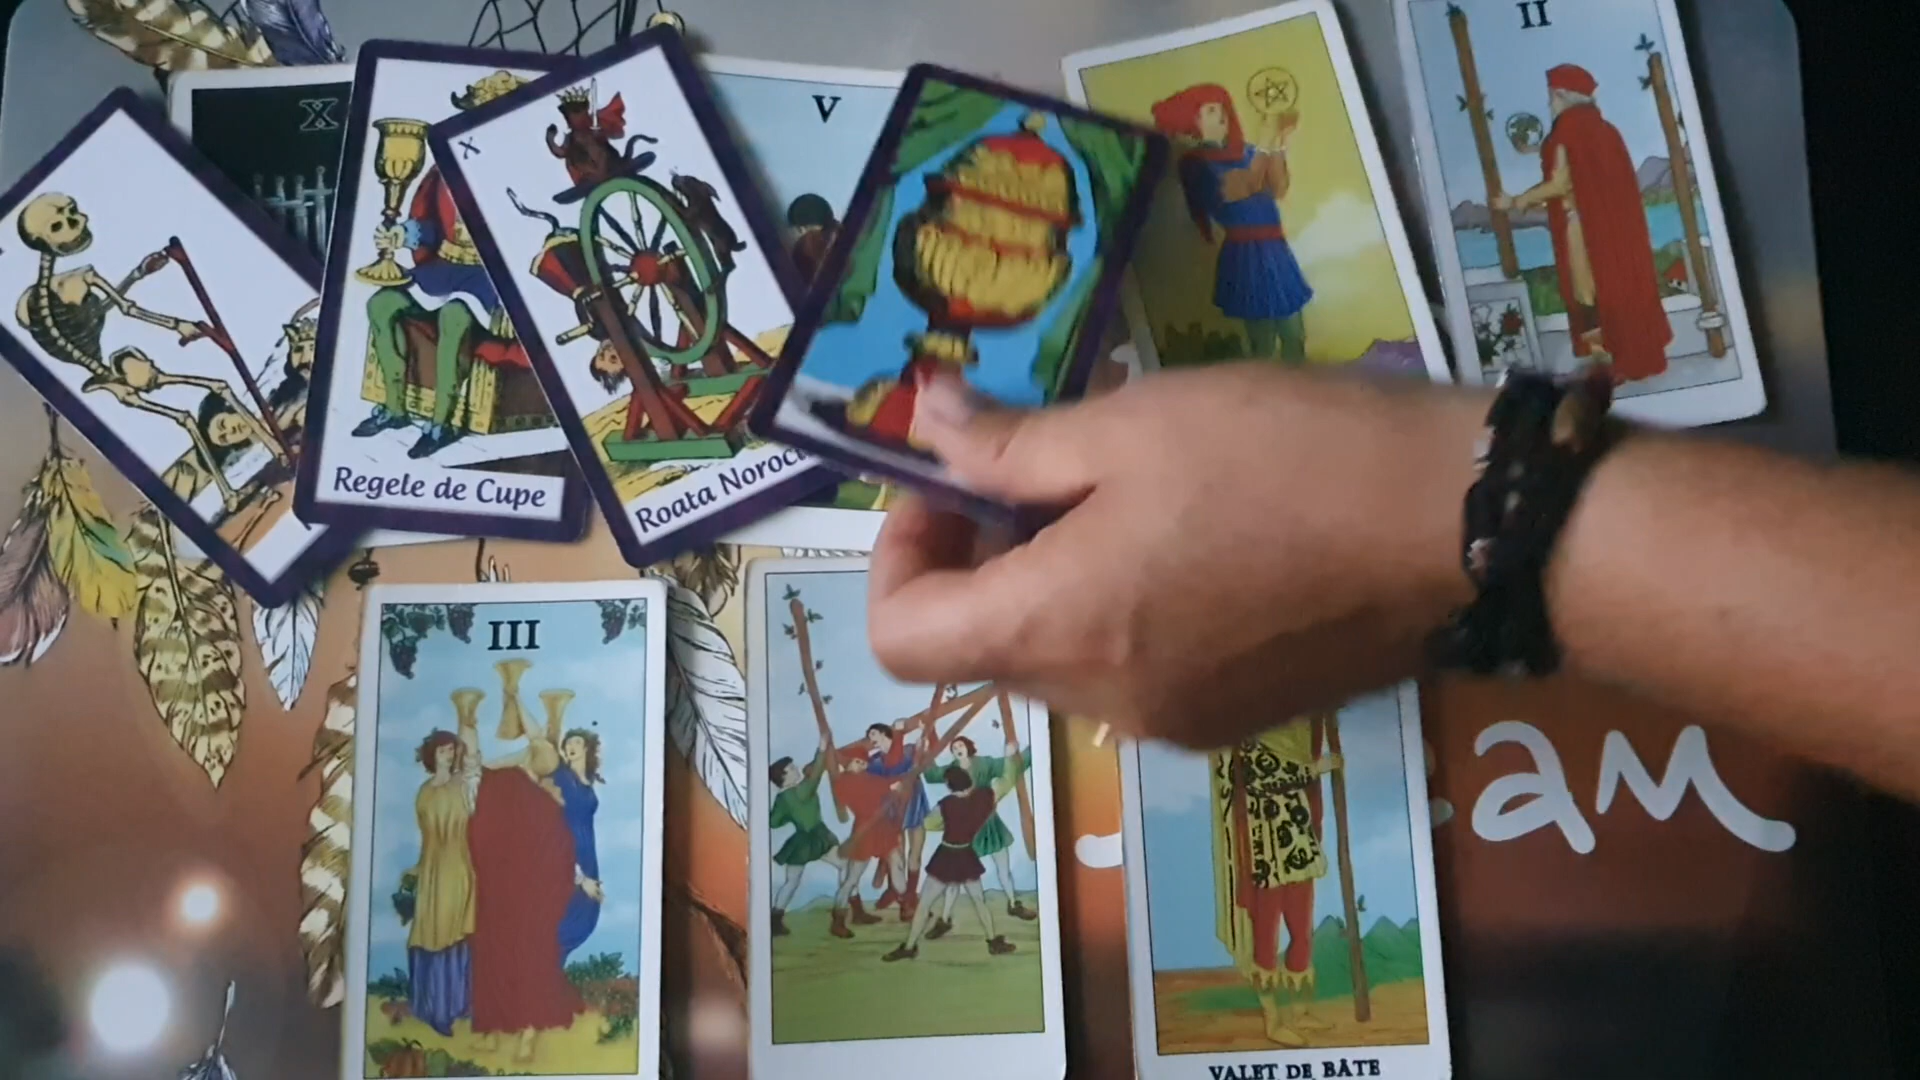 X
V
II
X
Regele de Cupe
Roata Noroc
III
am
VALET DE BÂTE